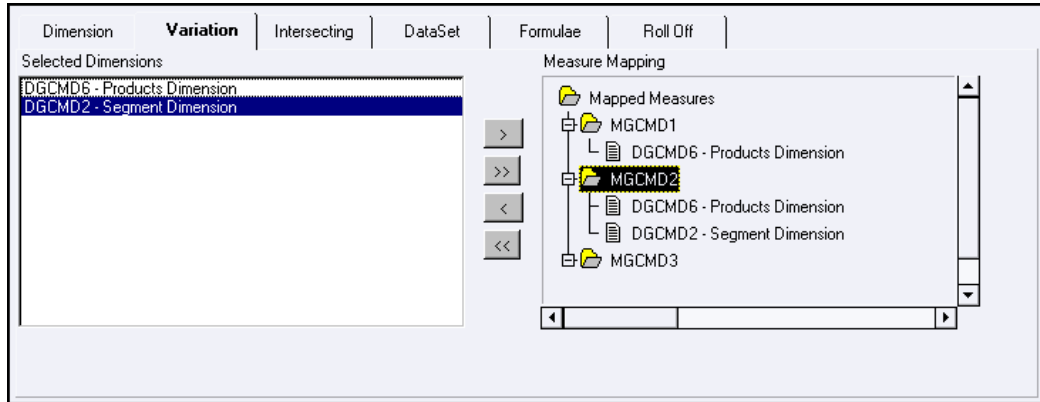 Dimension Variation Intersecting DataSet Formulae Roll Off
Selected Dimensions
DGCMD6 - Products Dimension
DGCMD2 - Segment Dimension
>
>>
<
<<
Measure Mapping
Mapped Measures
MGCMD1
DGCMD6 - Products Dimension
MGCMD2
DGCMD6 - Products Dimension
DGCMD2 - Segment Dimension
MGCMD3